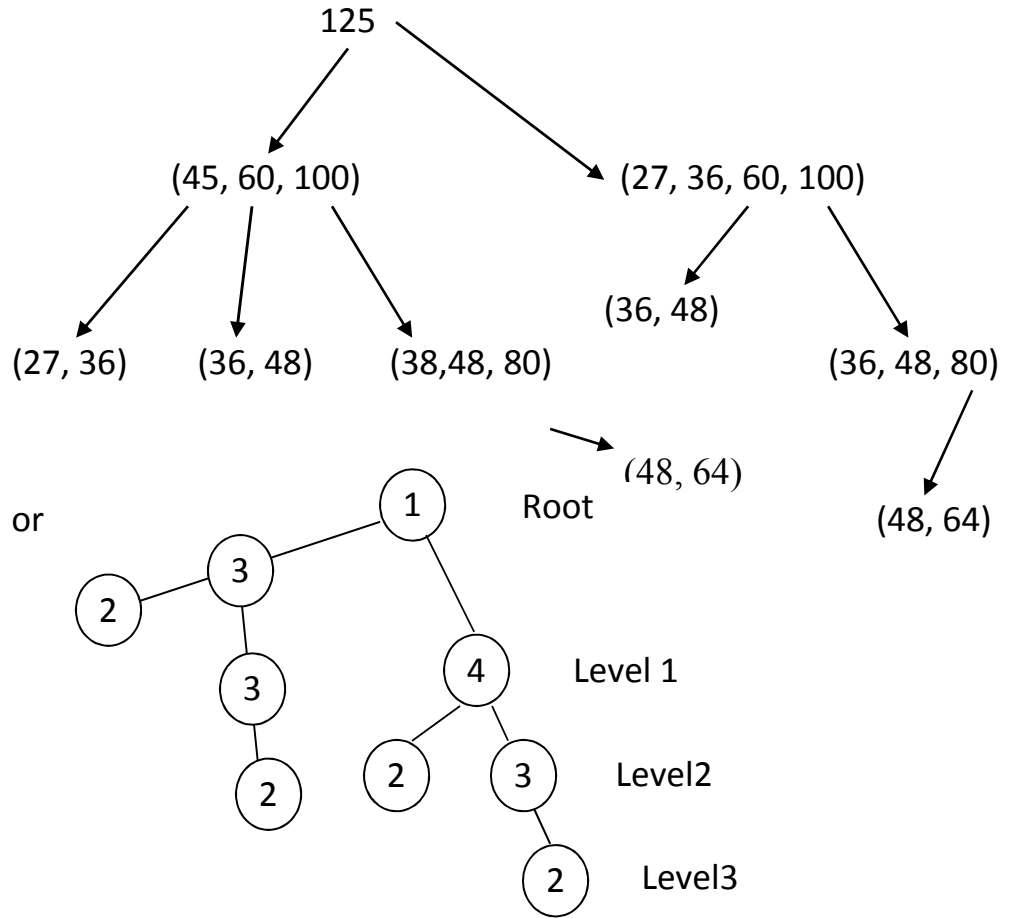 125
(45, 60, 100)
(27, 36, 60, 100)
(36, 48)
(27, 36)
(36, 48)
(38,48, 80)
(36, 48, 80)
(48, 64)
(48, 64)
or
1
Root
3
2
3
4
Level 1
2
2
3
Level2
2
Level3